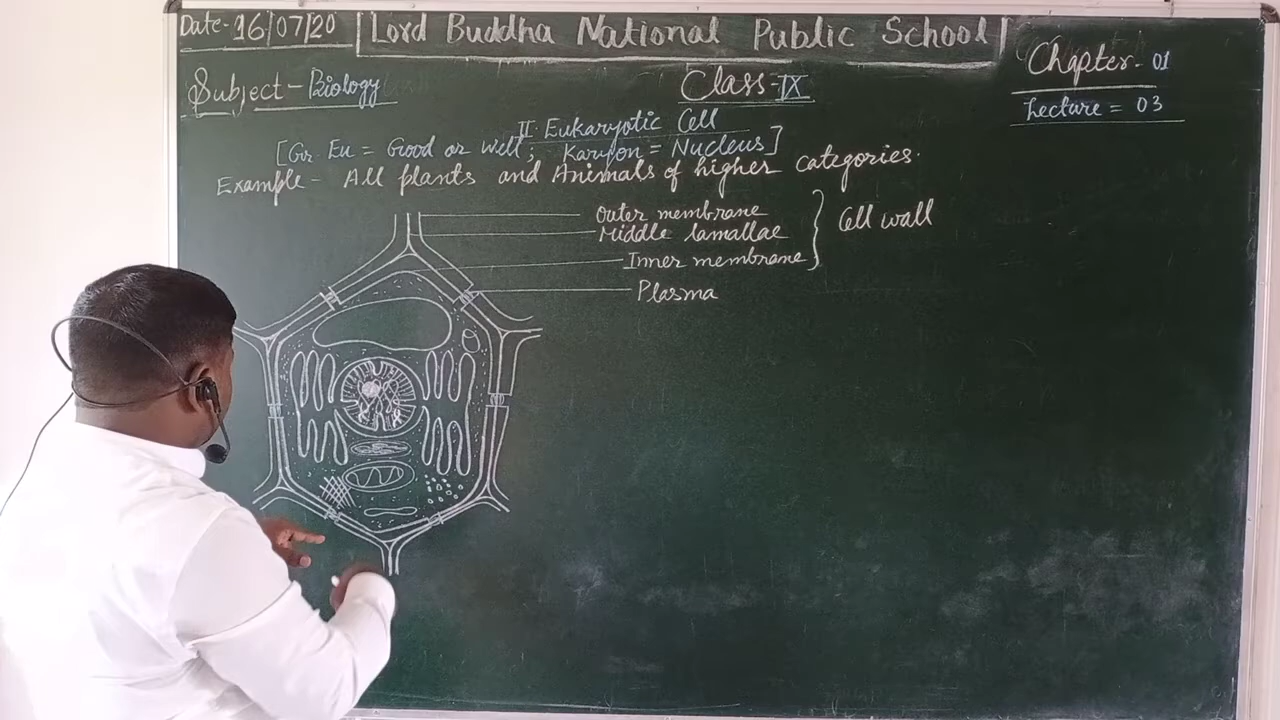 Date- 16/07/20
Lord Buddha National Public School
Chapter- 01
Subject - Biology
Class-IX
Lecture = 03
II. Eukaryotic Cell
[Gr. Eu = Good or Well; Karyon = Nucleus]
Example - All plants and Animals of higher categories.
Outer membrane
Middle lamallae
Inner membrane
Cell wall
Plasma